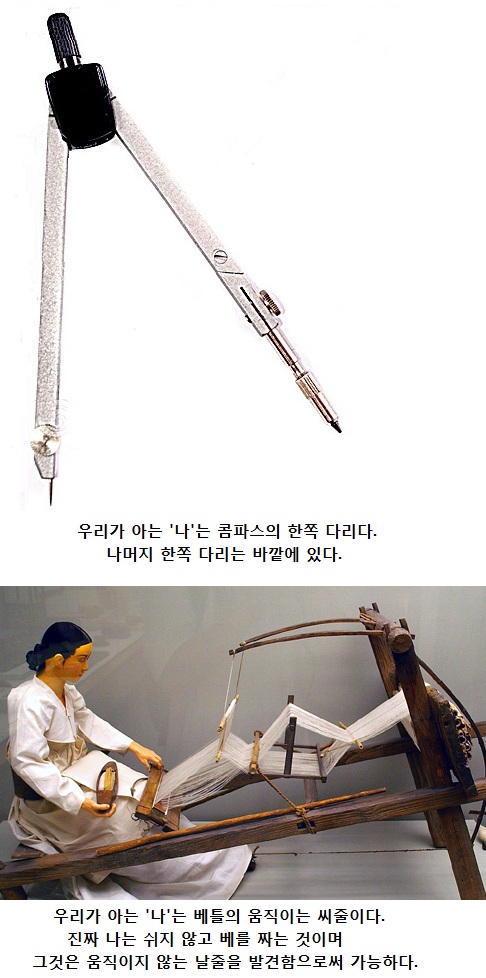 우리가 아는 '나'는 콤파스의 한쪽 다리다.
나머지 한쪽 다리는 바깥에 있다.
우리가 아는 '나'는 베틀의 움직이는 씨줄이다.
진짜 나는 쉬지 않고 베를 짜는 것이며
그것은 움직이지 않는 날줄을 발견함으로써 가능하다.